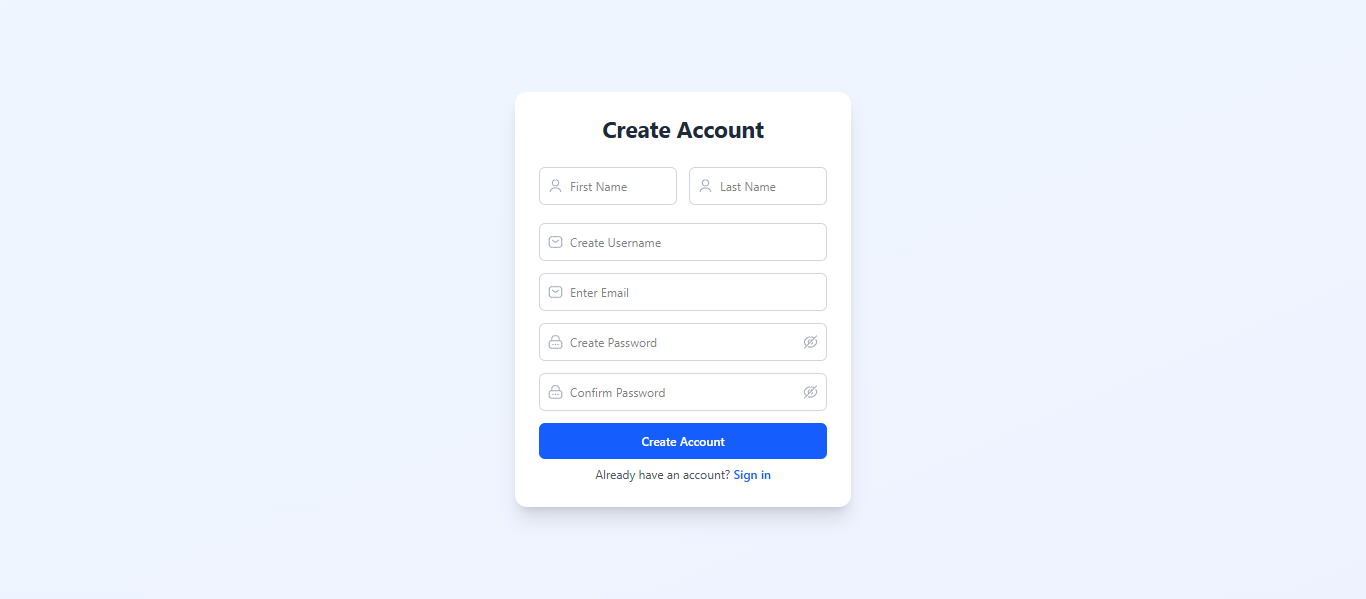 Create Account
First Name Last Name
Create Username
Enter Email
Create Password
Confirm Password
Create Account
Already have an account? Sign in